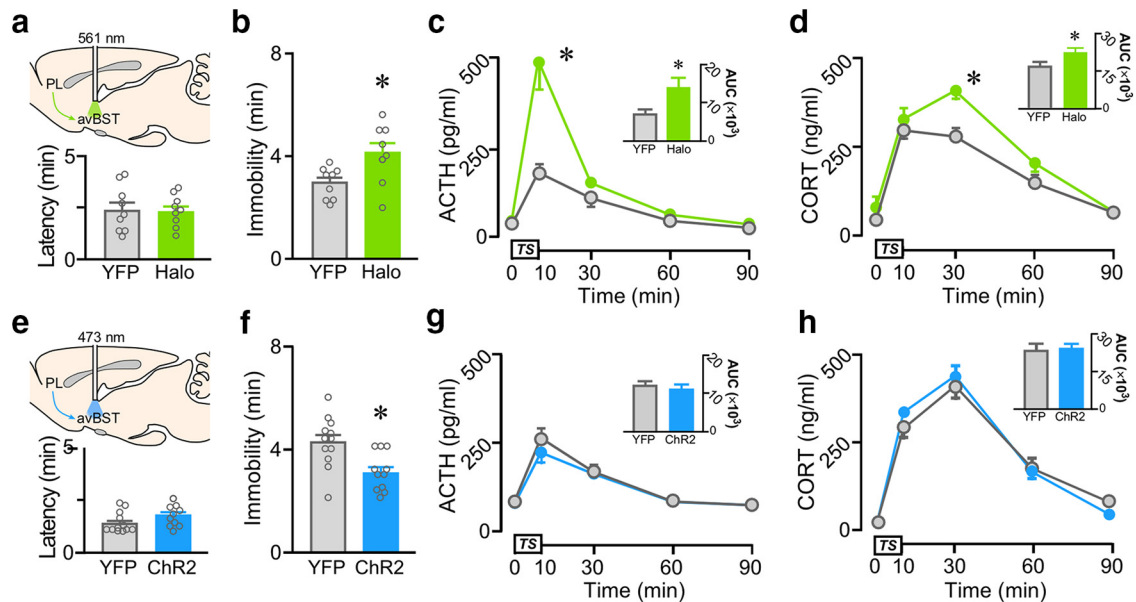 a
561 nm
PL
avBST
Latency (min)
5
0
YFP Halo
b
Immobility (min)
8
4
0
*
YFP Halo
c
ACTH (pg/ml)
500
250
0
*
TS
0 10 30 60 90
Time (min)
*
AUC (×10³)
20
10
0
YFP Halo
d
CORT (ng/ml)
500
250
0
*
TS
0 10 30 60 90
Time (min)
*
AUC (×10³)
30
15
0
YFP Halo
e
473 nm
PL
avBST
Latency (min)
5
0
YFP ChR2
f
Immobility (min)
8
4
0
*
YFP ChR2
g
ACTH (pg/ml)
500
250
0
TS
0 10 30 60 90
Time (min)
AUC (×10³)
20
10
0
YFP ChR2
h
CORT (ng/ml)
500
250
0
TS
0 10 30 60 90
Time (min)
AUC (×10³)
30
15
0
YFP ChR2